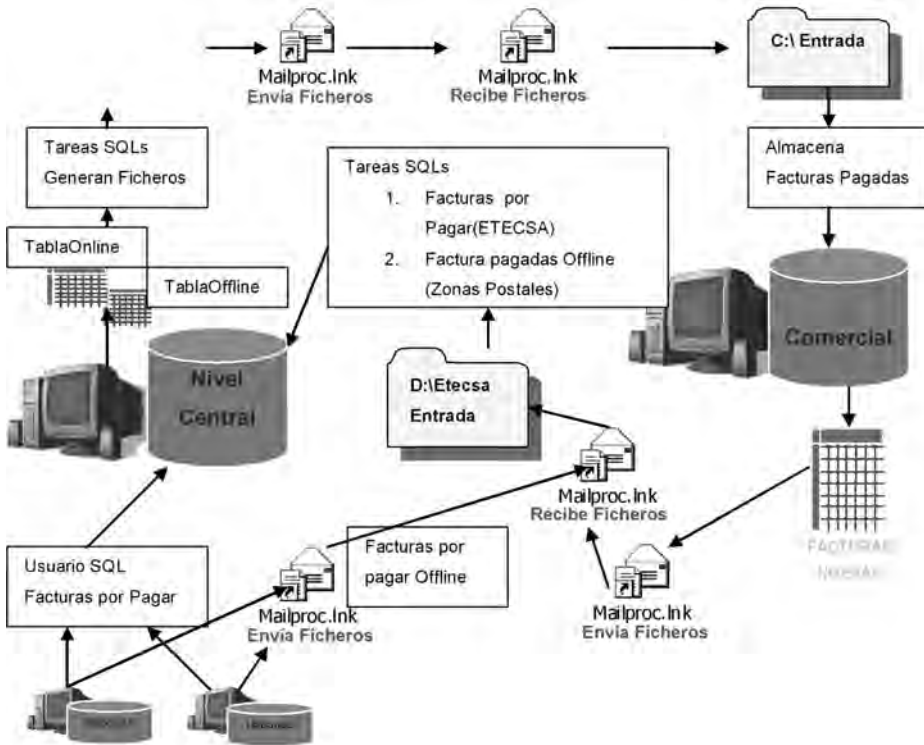 Mailproc.lnk
Envía Ficheros
Mailproc.lnk
Recibe Ficheros
C:\ Entrada
Tareas SQLs
Generan Ficheros
Tareas SQLs
1. Facturas por
Pagar(ETECSA)
2. Factura pagadas Offline
(Zonas Postales)
Almacena
Facturas Pagadas
TablaOnline
TablaOffline
Nivel
Central
D:\Etecsa
Entrada
Comercial
Mailproc.lnk
Recibe Ficheros
FACTURAS
Usuario SQL
Facturas por Pagar
Mailproc.lnk
Envía Ficheros
Facturas por
pagar Offline
Mailproc.lnk
Envía Ficheros